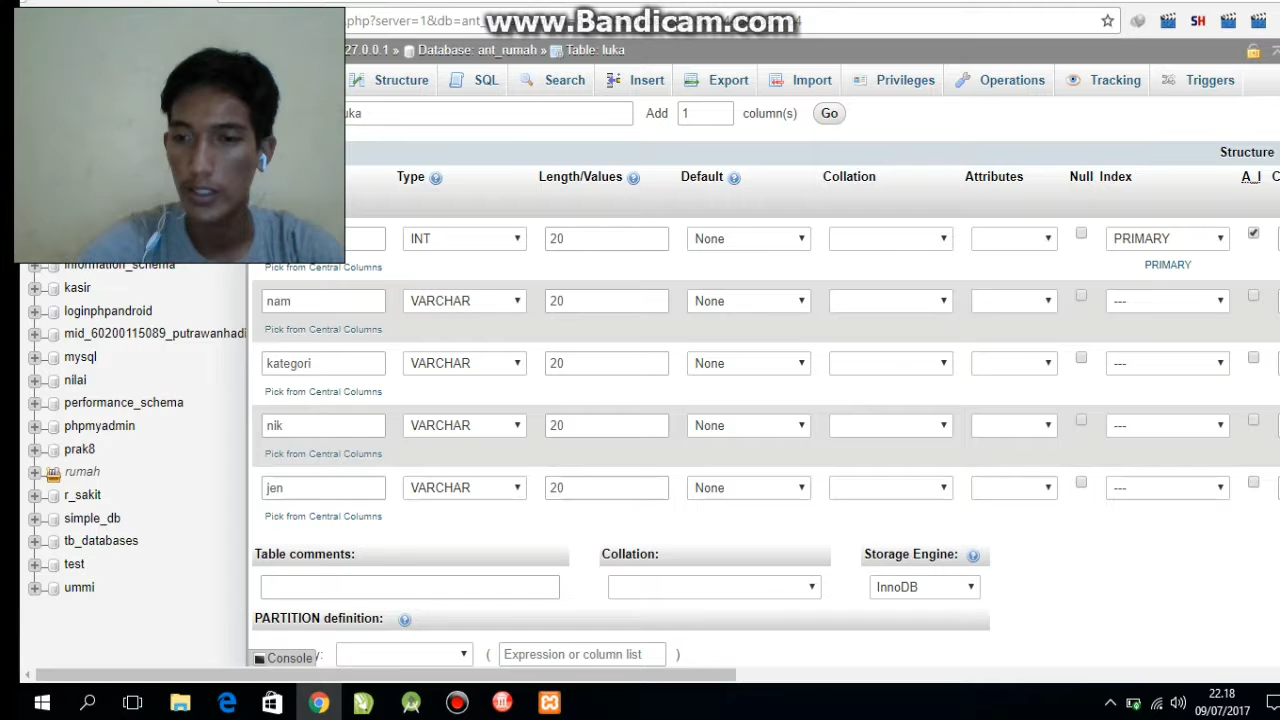 www.Bandicam.com
.php?server=1&db=ant_
127.0.0.1 » Database: ant_rumah » Table: luka
Structure SQL Search Insert Export Import Privileges Operations Tracking Triggers
luka Add 1 column(s) Go
Structure
Type Length/Values Default Collation Attributes Null Index A_I
INT 20 None PRIMARY
Pick from Central Columns PRIMARY
nam VARCHAR 20 None ---
Pick from Central Columns
kategori VARCHAR 20 None ---
Pick from Central Columns
nik VARCHAR 20 None ---
Pick from Central Columns
jen VARCHAR 20 None ---
Pick from Central Columns
information_schema
kasir
loginphpandroid
mid_60200115089_putrawanhadi
mysql
nilai
performance_schema
phpmyadmin
prak8
rumah
r_sakit
simple_db
tb_databases
test
ummi
Table comments: Collation: Storage Engine:
InnoDB
PARTITION definition:
Console y: ( Expression or column list )
SH
22.18
09/07/2017